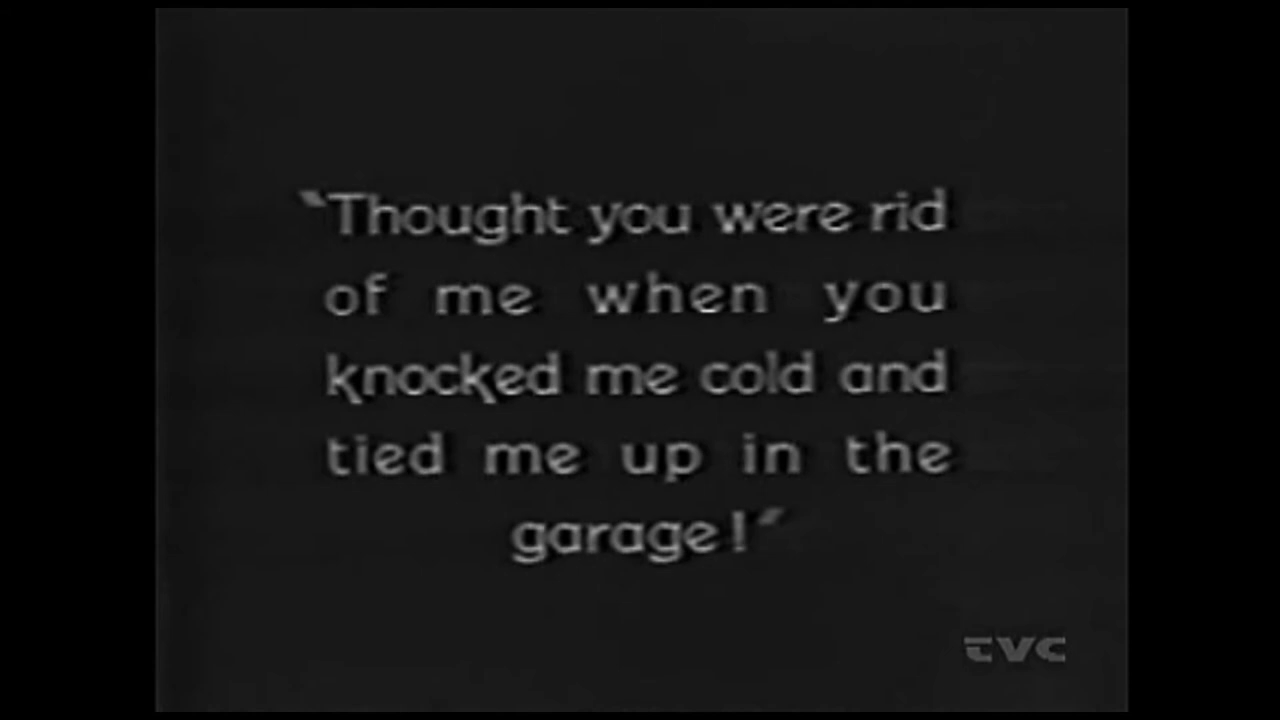 "Thought you were rid
of me when you
knocked me cold and
tied me up in the
garage!"
TVC